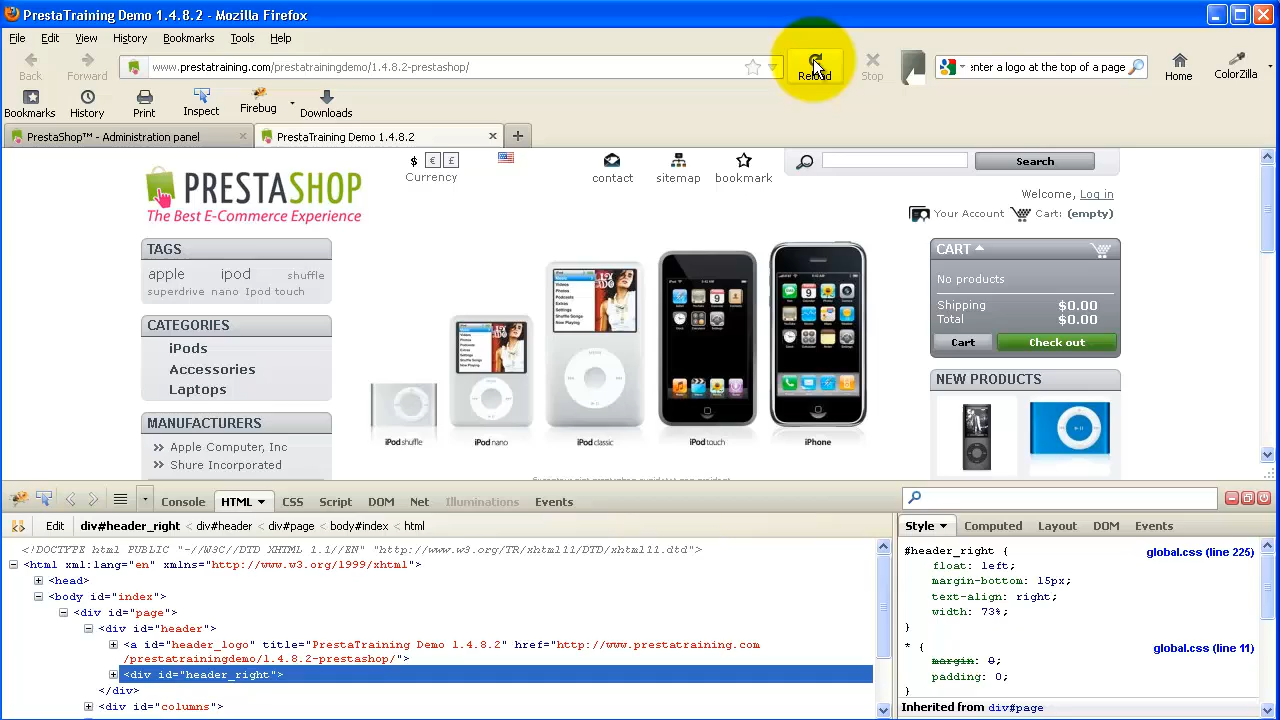 PrestaTraining Demo 1.4.8.2 - Mozilla Firefox
File Edit View History Bookmarks Tools Help
Back Forward www.prestatraining.com/prestatrainingdemo/1.4.8.2-prestashop/ Reload Stop enter a logo at the top of a page Home ColorZilla
Bookmarks History Print Inspect Firebug Downloads
PrestaShop™ - Administration panel PrestaTraining Demo 1.4.8.2
PRESTASHOP
The Best E-Commerce Experience
$ € £
Currency
contact sitemap bookmark
Search
Welcome, Log in
Your Account Cart: (empty)
TAGS
apple ipod shuffle
superdrive nano Ipod touch
CATEGORIES
iPods
Accessories
Laptops
MANUFACTURERS
Apple Computer, Inc
Shure Incorporated
iPod shuffle iPod nano iPod classic iPod touch iPhone
CART
No products
Shipping $0.00
Total $0.00
Cart Check out
NEW PRODUCTS
Console HTML CSS Script DOM Net Illuminations Events
Edit div#header_right < div#header < div#page < body#index < html
<!DOCTYPE html PUBLIC "-//W3C//DTD XHTML 1.1//EN" "http://www.w3.org/TR/xhtml11/DTD/xhtml11.dtd">
<html xml:lang="en" xmlns="http://www.w3.org/1999/xhtml">
<head>
<body id="index">
<div id="page">
<div id="header">
<a id="header_logo" title="PrestaTraining Demo 1.4.8.2" href="http://www.prestatraining.com
/prestatrainingdemo/1.4.8.2-prestashop/">
<div id="header_right">
</div>
<div id="columns">
Style Computed Layout DOM Events
#header_right { global.css (line 225)
float: left;
margin-bottom: 15px;
text-align: right;
width: 73%;
}
* { global.css (line 11)
margin: 0;
padding: 0;
}
Inherited from div#page